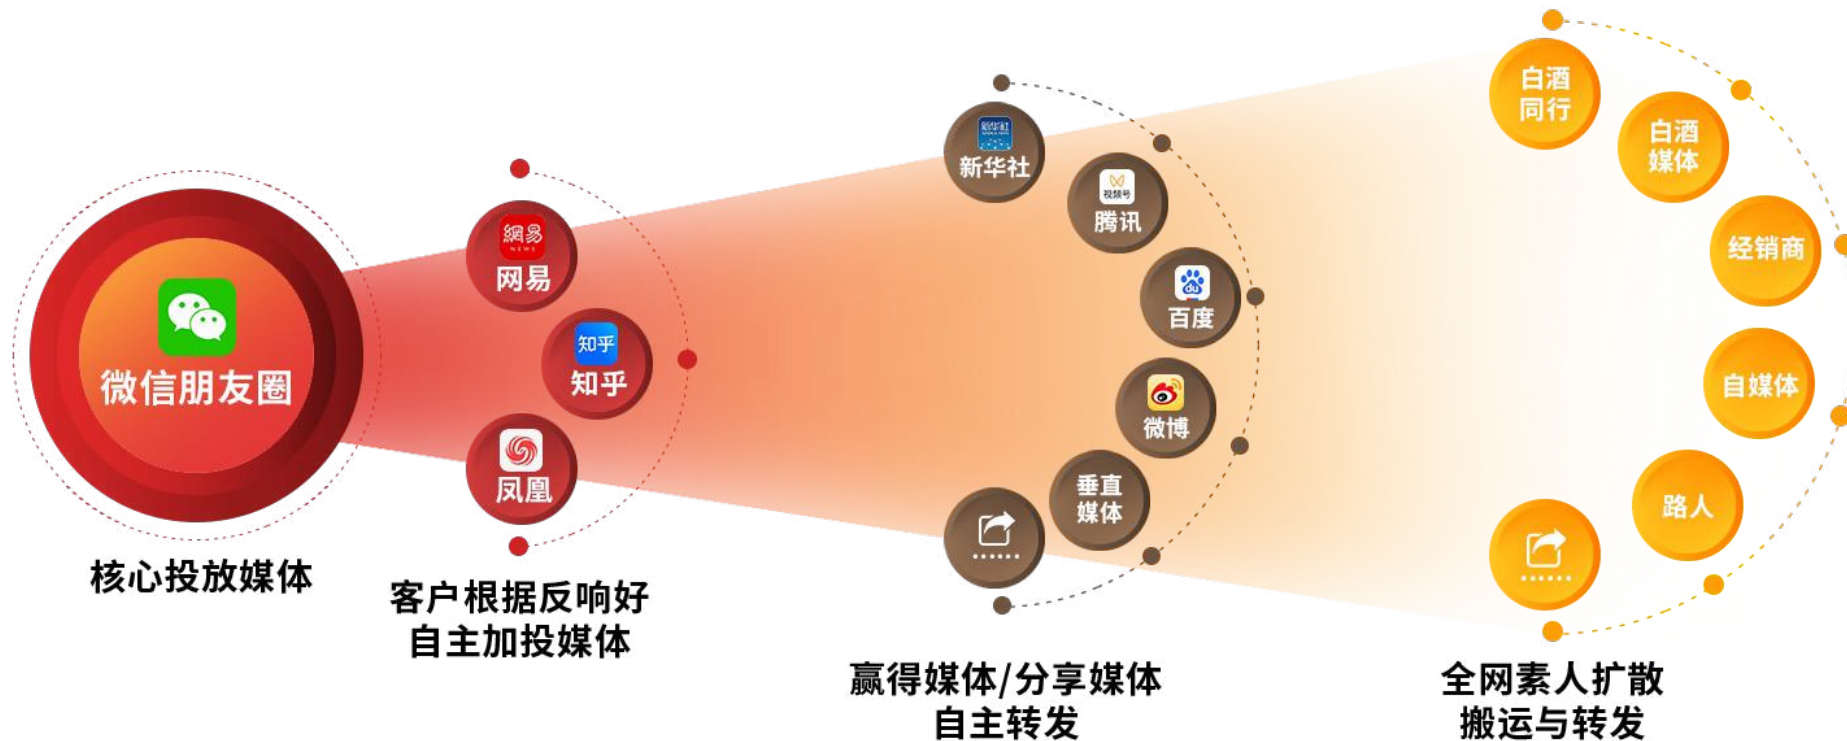 微信朋友圈
核心投放媒体
網易
NEWS
网易
知乎
知乎
凤凰
客户根据反响好
自主加投媒体
新华社
新华社
视频号
腾讯
du
百度
微博
垂直
媒体
......
赢得媒体/分享媒体
自主转发
白酒
同行
白酒
媒体
经销商
自媒体
路人
......
全网素人扩散
搬运与转发